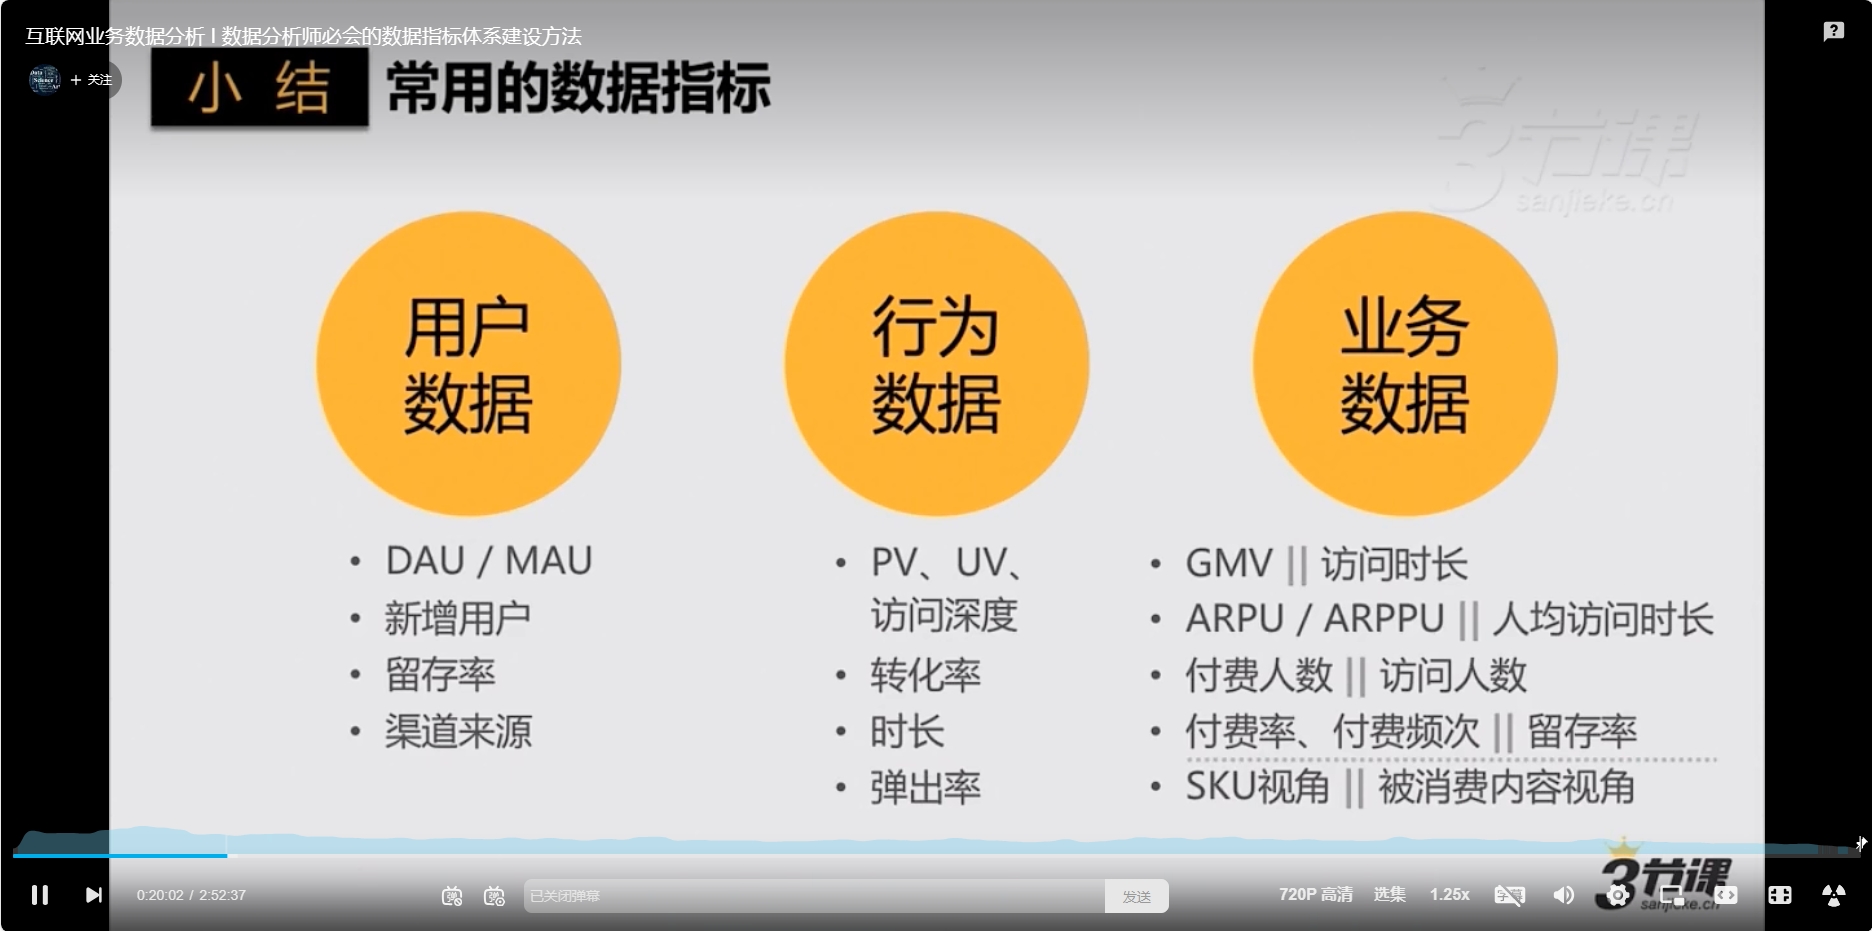 互联网业务数据分析 | 数据分析师必会的数据指标体系建设方法
+ 关注
小 结 常用的数据指标
3节课
sanjieke.cn
用户
数据
• DAU / MAU
• 新增用户
• 留存率
• 渠道来源
行为
数据
• PV、UV、
访问深度
• 转化率
• 时长
• 弹出率
业务
数据
• GMV || 访问时长
• ARPU / ARPPU || 人均访问时长
• 付费人数 || 访问人数
• 付费率、付费频次 || 留存率
• SKU视角 || 被消费内容视角
3节课
sanjieke.cn
0:20:02 / 2:52:37
已关闭弹幕
发送
720P 高清
选集
1.25x